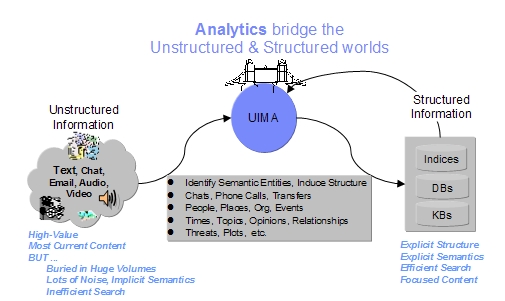 Analytics bridge the
Unstructured & Structured worlds
Unstructured
Information
Text, Chat,
Email, Audio,
Video
High-Value
Most Current Content
BUT ...
Buried in Huge Volumes
Lots of Noise, Implicit Semantics
Inefficient Search
UIMA
Identify Semantic Entities, Induce Structure
Chats, Phone Calls, Transfers
People, Places, Org, Events
Times, Topics, Opinions, Relationships
Threats, Plots, etc.
Structured
Information
Indices
DBs
KBs
Explicit Structure
Explicit Semantics
Efficient Search
Focused Content